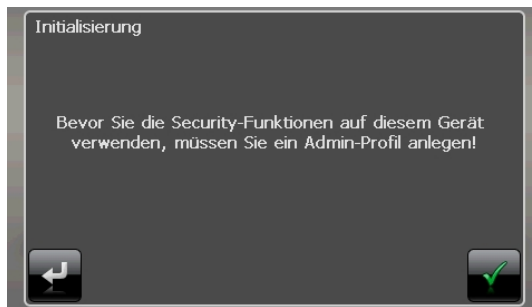 Initialisierung
Bevor Sie die Security-Funktionen auf diesem Gerät
verwenden, müssen Sie ein Admin-Profil anlegen!